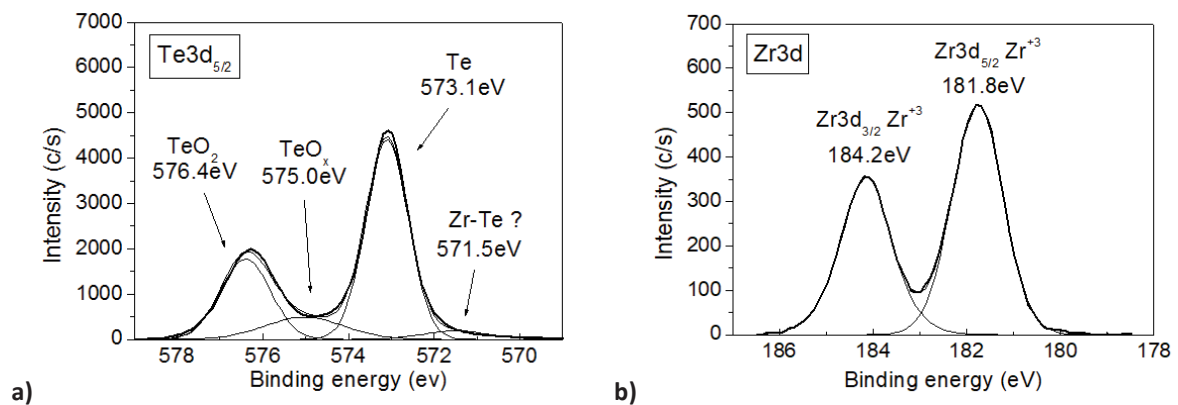 Te3d5/2
TeO2
576.4eV
TeOx
575.0eV
Te
573.1eV
Zr-Te ?
571.5eV
7000
6000
5000
4000
3000
2000
1000
0
Intensity (c/s)
578 576 574 572 570
Binding energy (ev)
a)
Zr3d
Zr3d3/2 Zr+3
184.2eV
Zr3d5/2 Zr+3
181.8eV
700
600
500
400
300
200
100
0
Intensity (c/s)
186 184 182 180 178
Binding energy (eV)
b)